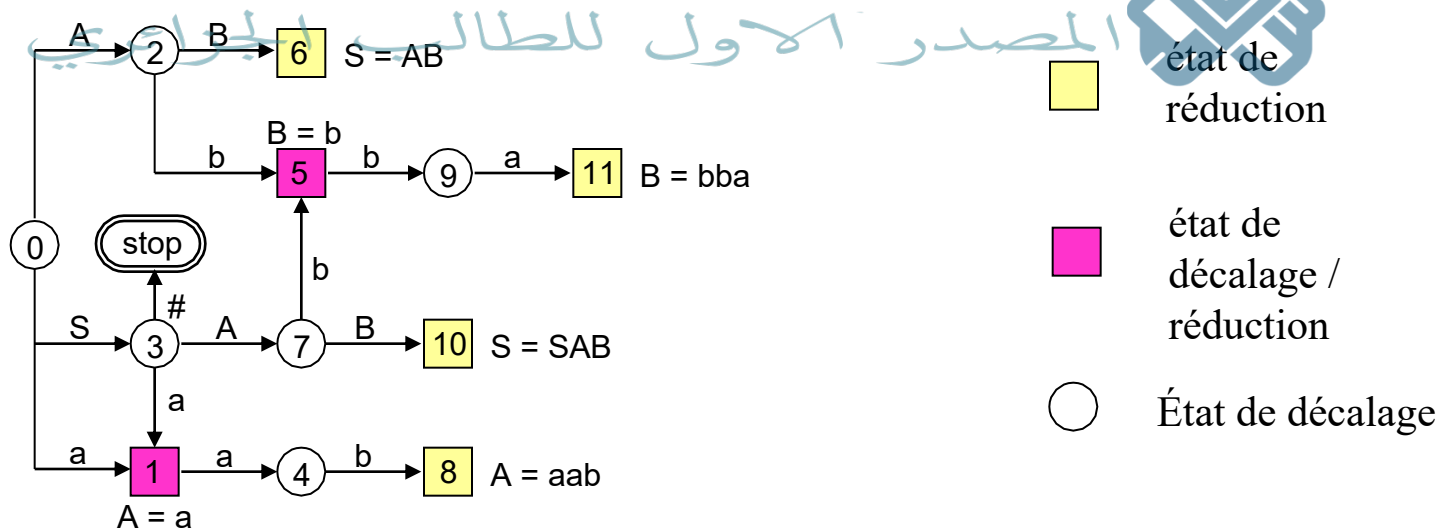 المصدر الاول للطالب الجزائري
A
2
B
6
S = AB
état de
réduction
B = b
b
5
b
9
a
11
B = bba
0
stop
b
état de
décalage /
réduction
#
S
3
A
7
B
10
S = SAB
a
État de décalage
a
1
a
4
b
8
A = aab
A = a